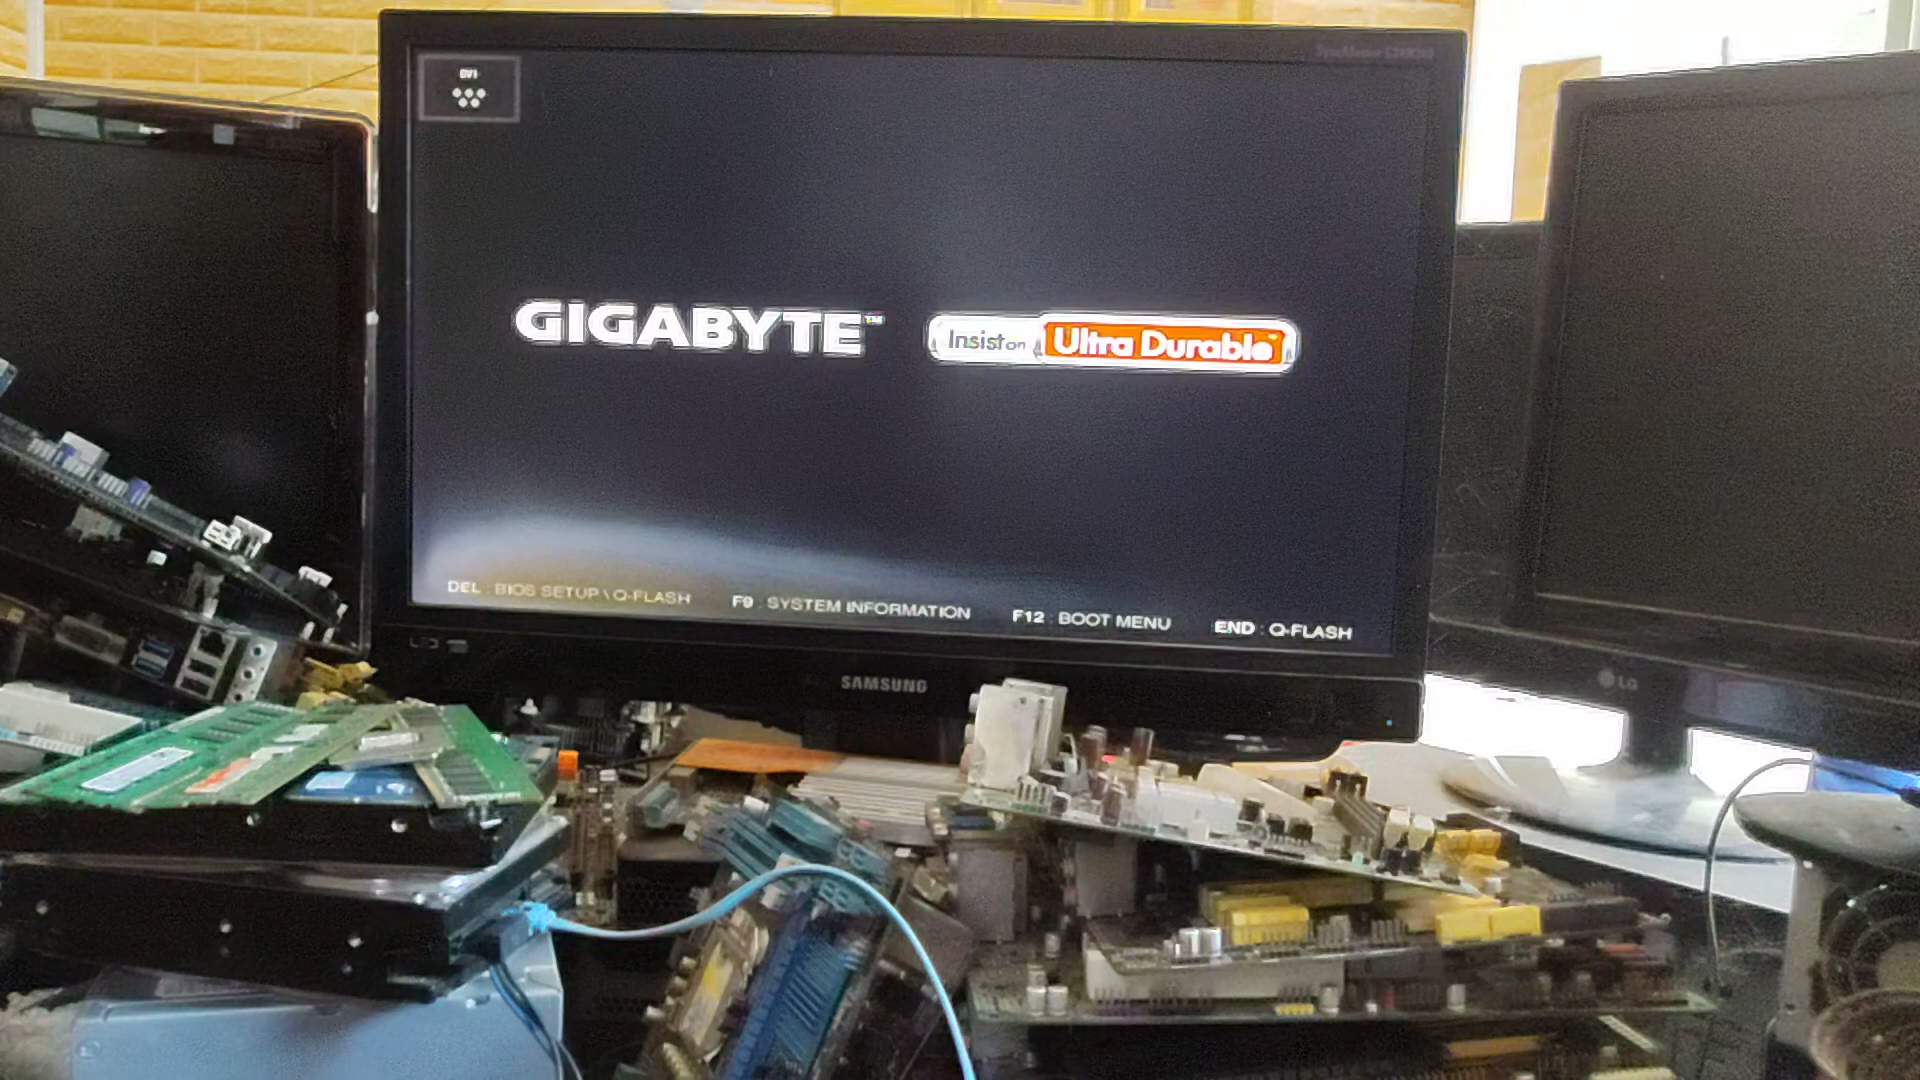 DVI
GIGABYTE™
Insist on Ultra Durable™
DEL : BIOS SETUP\Q-FLASH
F9 : SYSTEM INFORMATION
F12 : BOOT MENU
END : Q-FLASH
SAMSUNG
LG